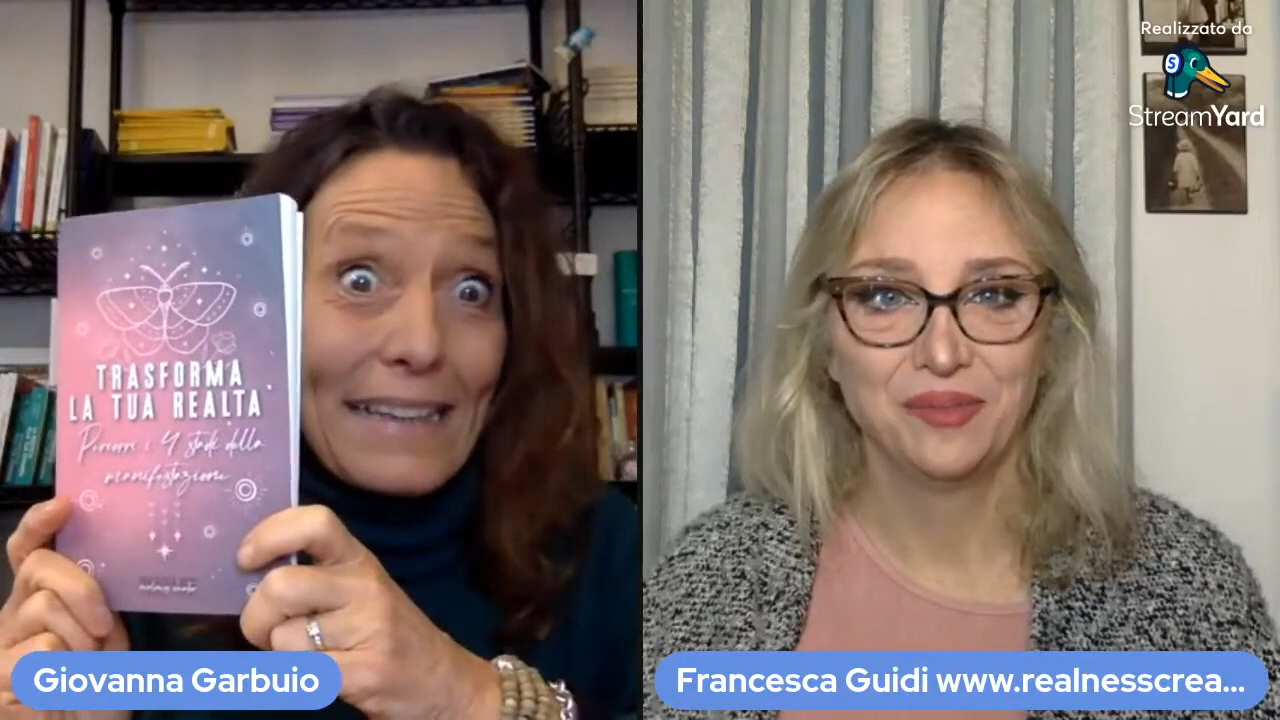 Realizzato da
StreamYard
TRASFORMA
LA TUA REALTA'
Percorri i 4 stadi della
manifestazione
Giovanna Garbuio
Francesca Guidi www.realnesscrea...